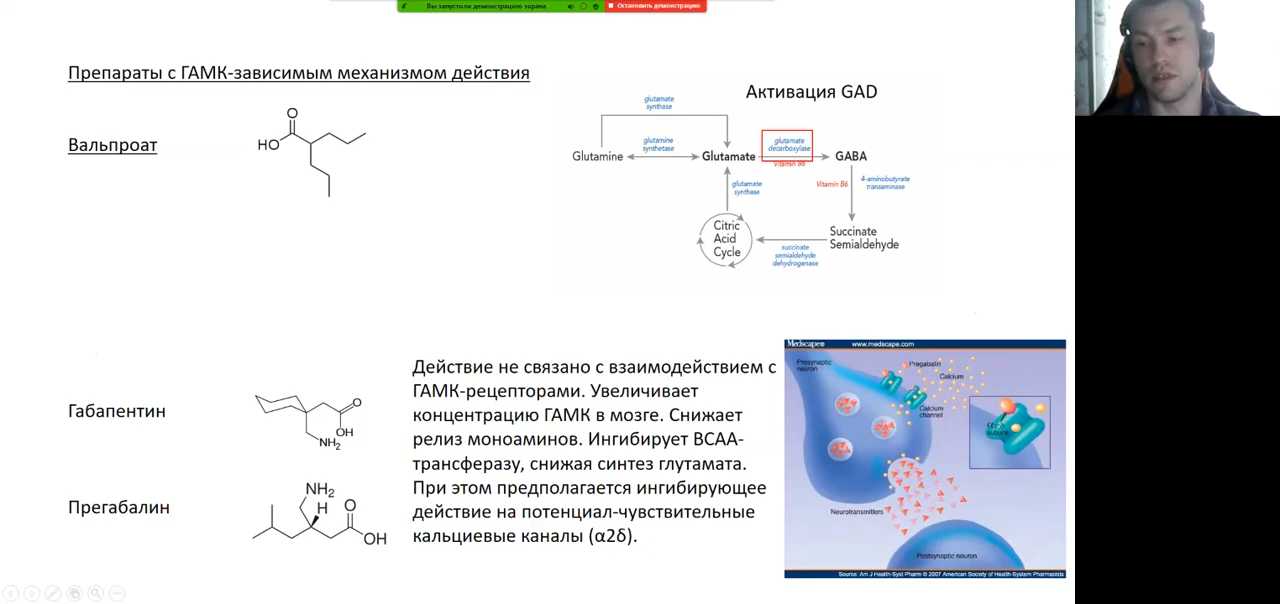 Вы запустили демонстрацию экрана
Остановить демонстрацию
Препараты с ГАМК-зависимым механизмом действия
Вальпроат
O
HO
Активация GAD
glutamate
synthase
Glutamine
glutamine
synthetase
Glutamate
glutamate
decarboxylase
Vitamin B6
GABA
glutamate
synthase
Vitamin B6
4-aminobutyrate
transaminase
Citric
Acid
Cycle
succinate
semialdehyde
dehydrogenase
Succinate
Semialdehyde
Габапентин
O
OH
NH2
Прегабалин
NH2
H
O
OH
Действие не связано с взаимодействием с
ГАМК-рецепторами. Увеличивает
концентрацию ГАМК в мозге. Снижает
релиз моноаминов. Ингибирует BCAA-
трансферазу, снижая синтез глутамата.
При этом предполагается ингибирующее
действие на потенциал-чувствительные
кальциевые каналы (α2δ).
Medscape® www.medscape.com
Presynaptic
neuron
Pregabalin
Calcium
Calcium
channel
subunit
Neurotransmitters
Postsynaptic neuron
Source: Am J Health-Syst Pharm © 2007 American Society of Health-System Pharmacists